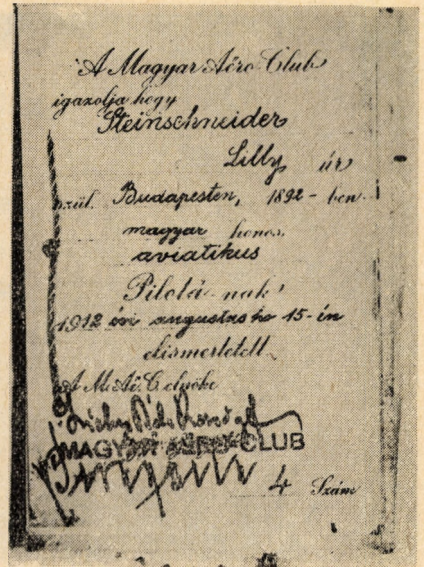 A Magyar Aëro Club
igazolja hogy
Steinschneider
Lilly úr
szül. Budapesten, 1892-ben
magyar honos
aviatikus
Pilotá-nak
1912 évi augusztus hó 15-én
elismertetett
A M. Aë. C. elnöke
MAGYAR AERO CLUB
4 Szám